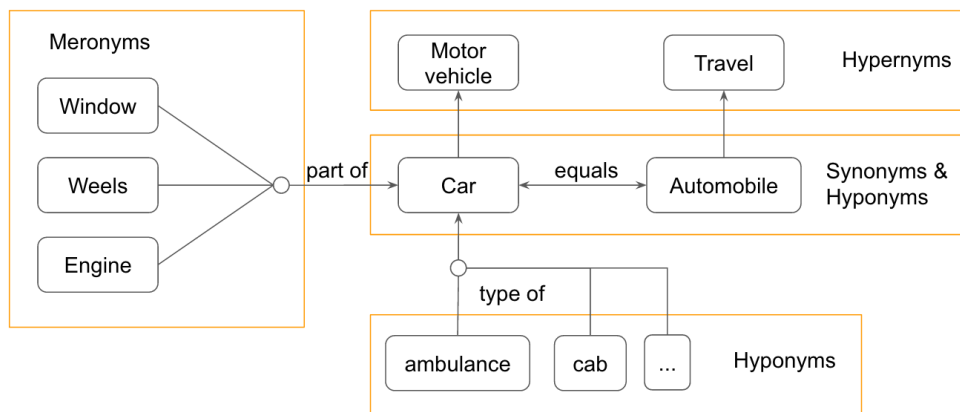 Meronyms
Window
Weels
Engine
part of
Motor
vehicle
Travel
Hypernyms
Car
equals
Automobile
Synonyms &
Hyponyms
type of
ambulance
cab
...
Hyponyms